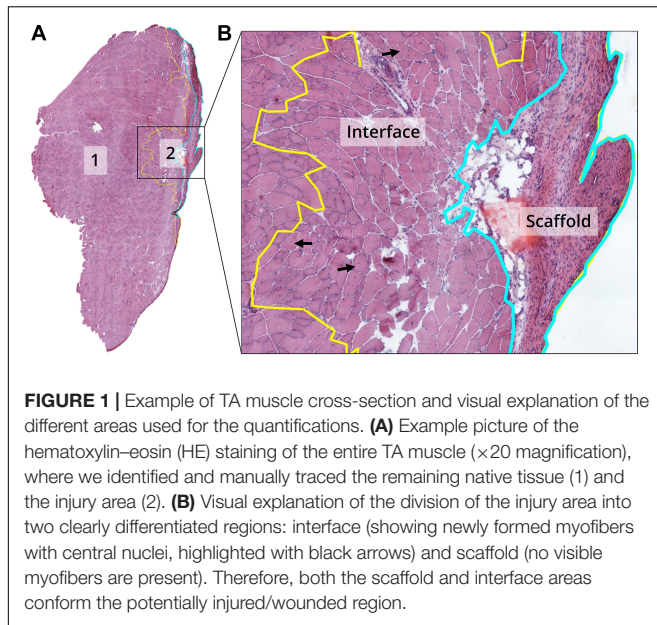 A
B
1
2
Interface
Scaffold
FIGURE 1 | Example of TA muscle cross-section and visual explanation of the
different areas used for the quantifications. (A) Example picture of the
hematoxylin–eosin (HE) staining of the entire TA muscle (×20 magnification),
where we identified and manually traced the remaining native tissue (1) and
the injury area (2). (B) Visual explanation of the division of the injury area into
two clearly differentiated regions: interface (showing newly formed myofibers
with central nuclei, highlighted with black arrows) and scaffold (no visible
myofibers are present). Therefore, both the scaffold and interface areas
conform the potentially injured/wounded region.